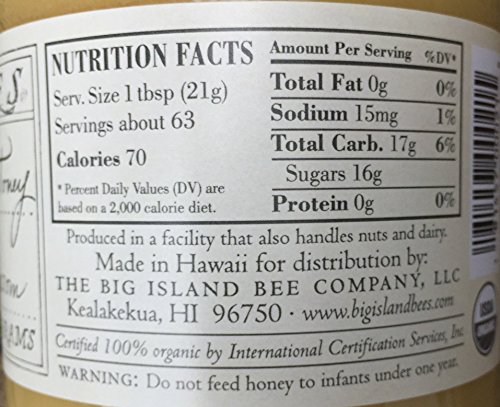 NUTRITION FACTS
Serv. Size 1 tbsp (21g)
Servings about 63
Calories 70
* Percent Daily Values (DV) are
based on a 2,000 calorie diet.
Amount Per Serving %DV*
Total Fat 0g 0%
Sodium 15mg 1%
Total Carb. 17g 6%
Sugars 16g
Protein 0g 0%
Produced in a facility that also handles nuts and dairy.
Made in Hawaii for distribution by:
THE BIG ISLAND BEE COMPANY, LLC
Kealakekua, HI 96750 · www.bigislandbees.com
Certified 100% organic by International Certification Services, Inc.
WARNING: Do not feed honey to infants under one year.
USDA